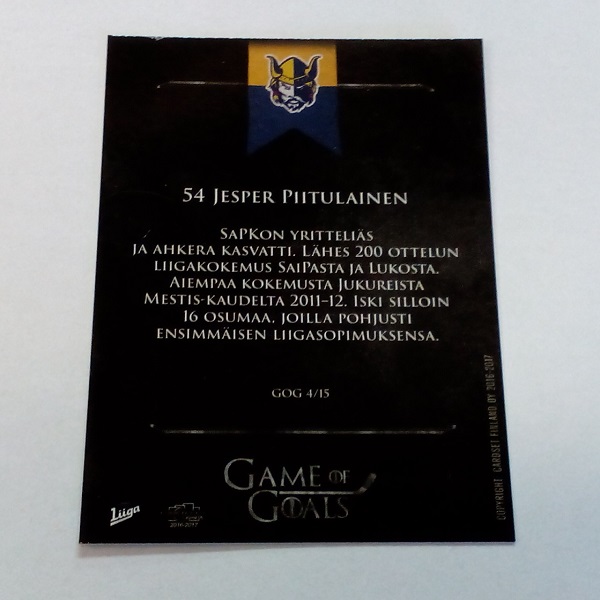 54 Jesper Piitulainen
SaPKon yritteliäs
ja ahkera kasvatti. Lähes 200 ottelun
liigakokemus SaiPasta ja Lukosta.
Aiempaa kokemusta Jukureista
Mestis-kaudelta 2011–12. Iski silloin
16 osumaa, joilla pohjusti
ensimmäisen liigasopimuksensa.
GOG 4/15
GAME OF
GOALS
Liiga
2016-2017
COPYRIGHT CARDSET FINLAND OY 2016-2017